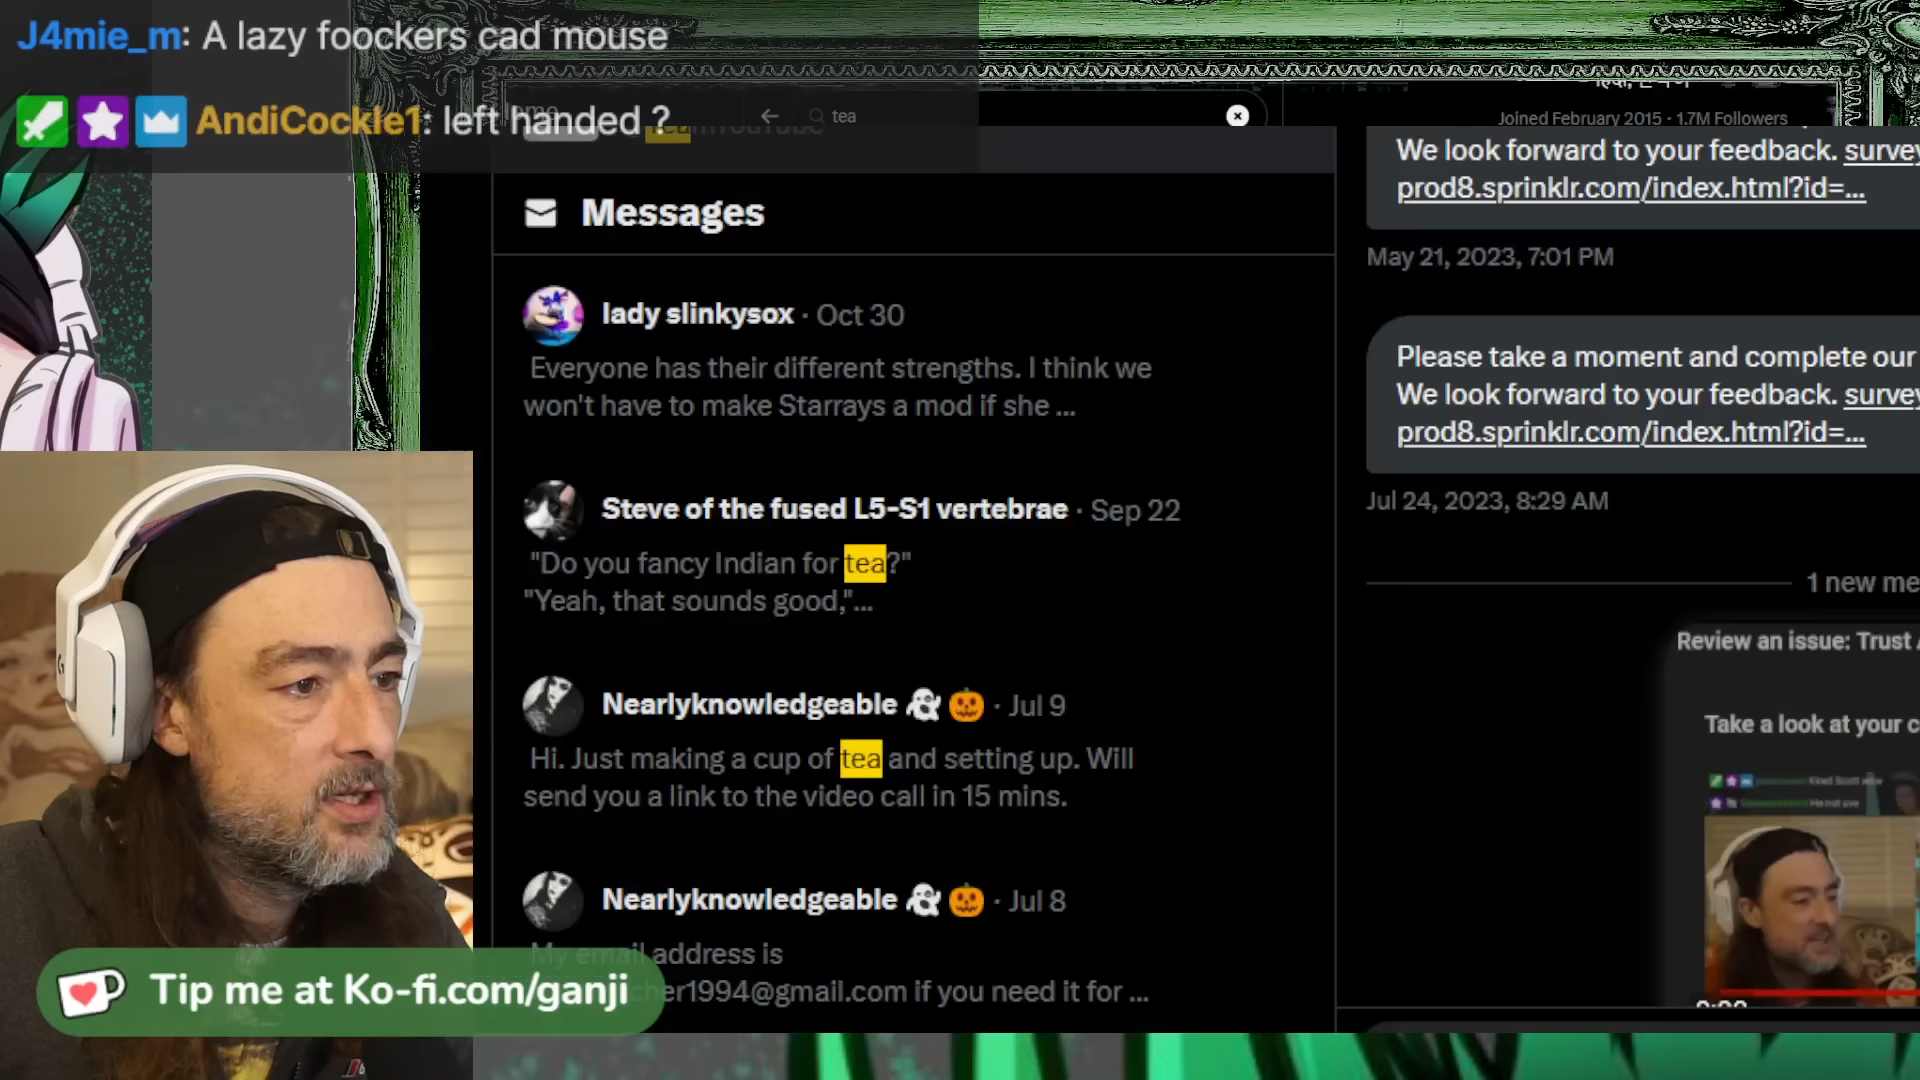 J4mie_m: A lazy foockers cad mouse
AndiCockle1: left handed ?
tea
Joined February 2015 · 1.7M Followers
We look forward to your feedback. survey
prod8.sprinklr.com/index.html?id=...
May 21, 2023, 7:01 PM
Messages
lady slinkysox · Oct 30
Everyone has their different strengths. I think we
won't have to make Starrays a mod if she ...
Please take a moment and complete our
We look forward to your feedback. survey
prod8.sprinklr.com/index.html?id=...
Jul 24, 2023, 8:29 AM
Steve of the fused L5-S1 vertebrae · Sep 22
"Do you fancy Indian for tea?"
"Yeah, that sounds good,"...
1 new me
Review an issue: Trust
Take a look at your c
Nearlyknowledgeable 👻 🎃 · Jul 9
Hi. Just making a cup of tea and setting up. Will
send you a link to the video call in 15 mins.
Nearlyknowledgeable 👻 🎃 · Jul 8
My email address is
cher1994@gmail.com if you need it for ...
Tip me at Ko-fi.com/ganji